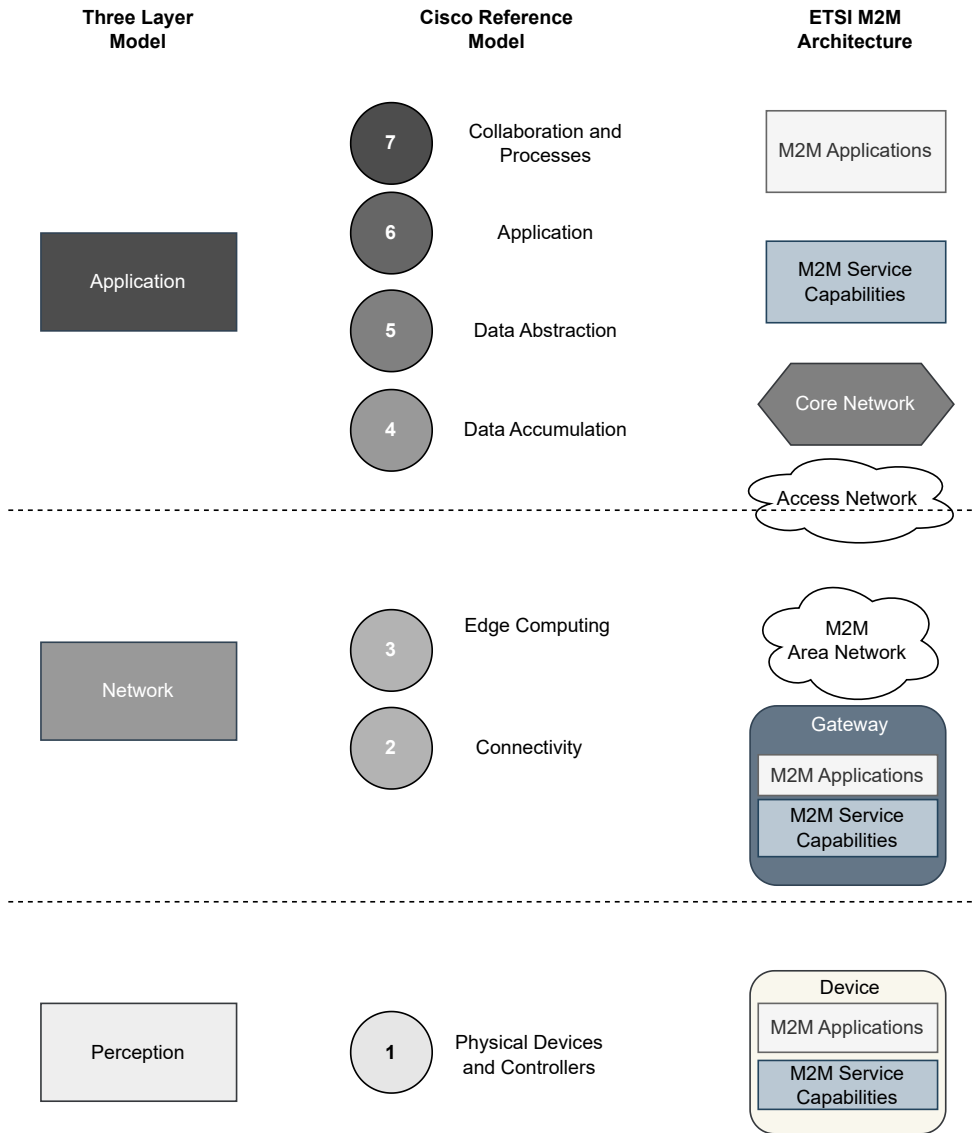 Three Layer
Model
Cisco Reference
Model
ETSI M2M
Architecture
7
Collaboration and
Processes
M2M Applications
6
Application
Application
M2M Service
Capabilities
5
Data Abstraction
Core Network
4
Data Accumulation
Access Network
3
Edge Computing
M2M
Area Network
Network
2
Connectivity
Gateway
M2M Applications
M2M Service
Capabilities
Perception
1
Physical Devices
and Controllers
Device
M2M Applications
M2M Service
Capabilities